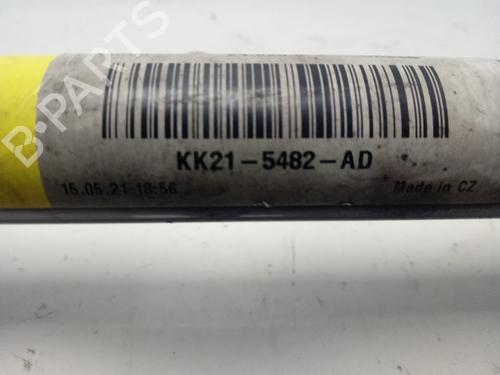 B-PARTS
KK21-5482-AD
15.05.21 18:56
Made in CZ